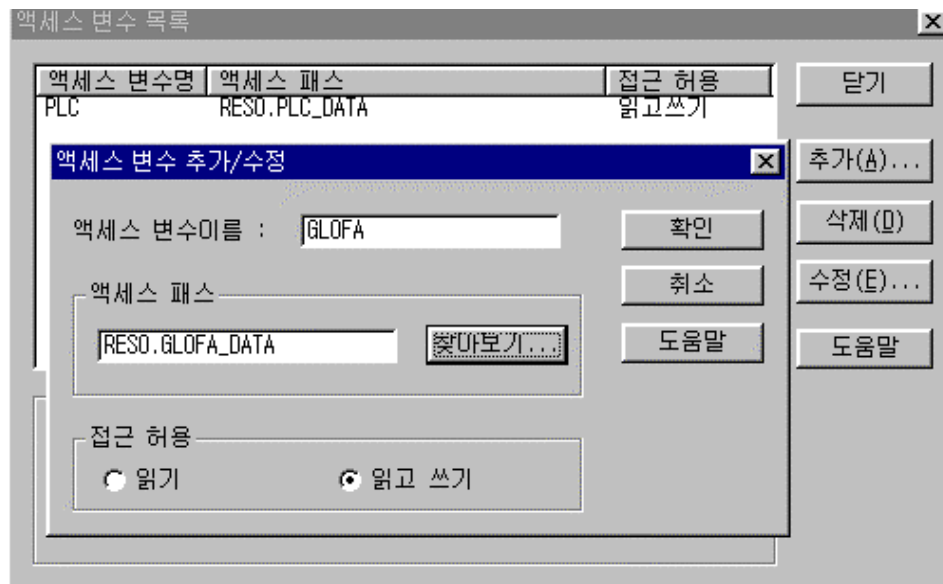 액세스 변수 목록
액세스 변수명 액세스 패스 접근 허용
PLC RES0.PLC_DATA 읽고쓰기
닫기
추가(A)...
삭제(D)
수정(E)...
도움말
액세스 변수 추가/수정
액세스 변수이름 : GLOFA
확인
취소
도움말
액세스 패스
RES0.GLOFA_DATA 찾아보기...
접근 허용
읽기 읽고 쓰기